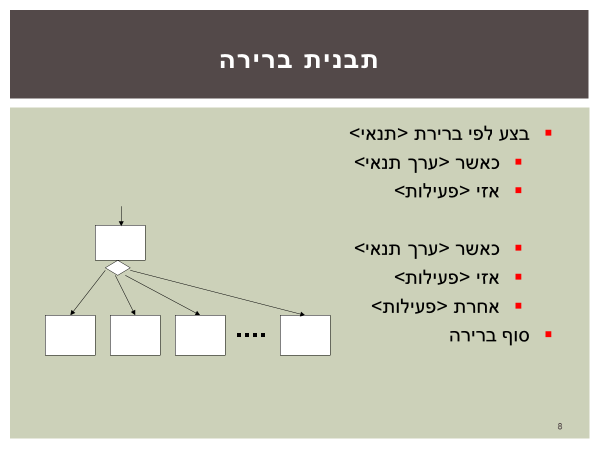 תבנית ברירה
בצע לפי ברירת <תנאי>
כאשר <ערך תנאי>
אזי <פעילות>
כאשר <ערך תנאי>
אזי <פעילות>
אחרת <פעילות>
סוף ברירה
8